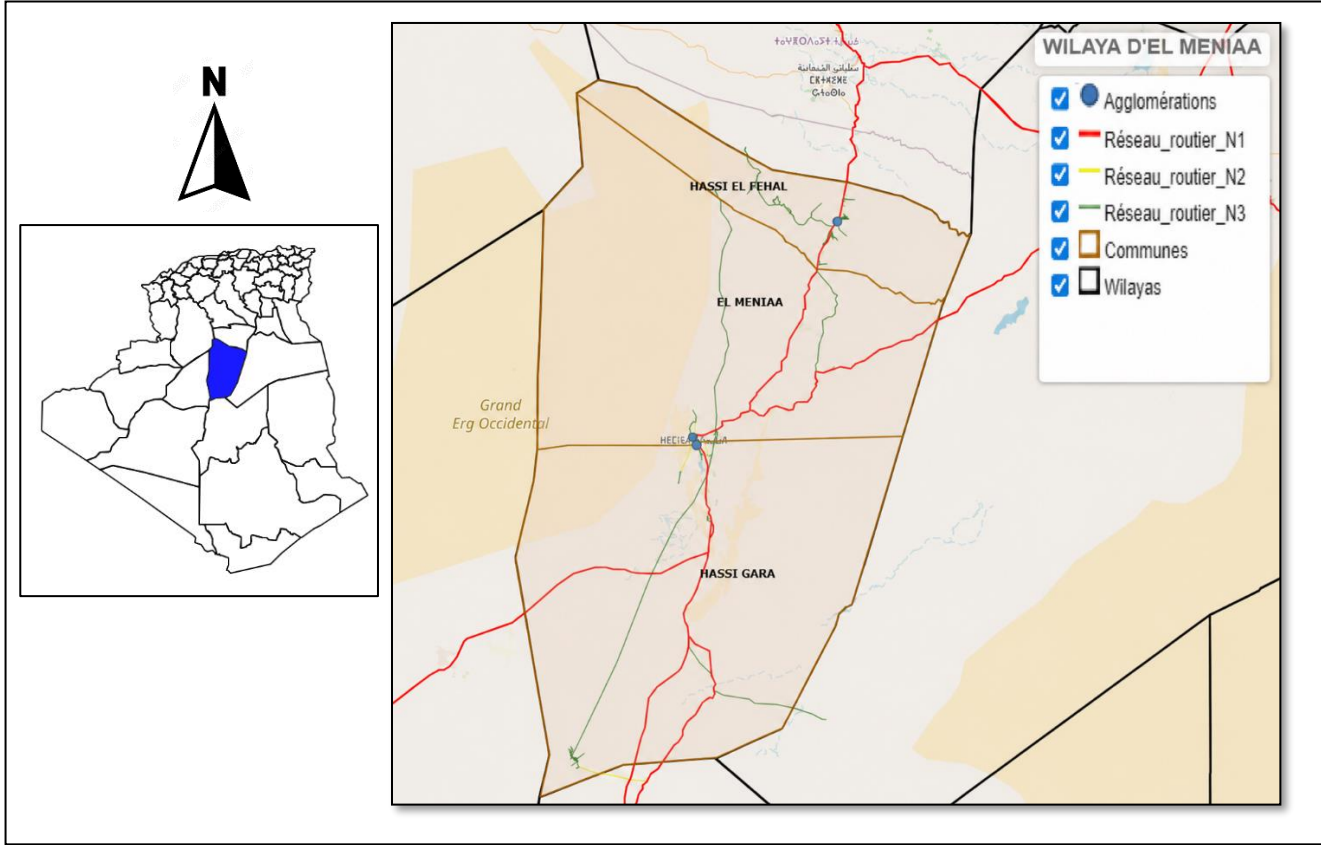 N
WILAYA D'EL MENIAA
Agglomérations
Réseau_routier_N1
Réseau_routier_N2
Réseau_routier_N3
Communes
Wilayas
HASSI EL FEHAL
EL MENIAA
Grand
Erg Occidental
HASSI GARA